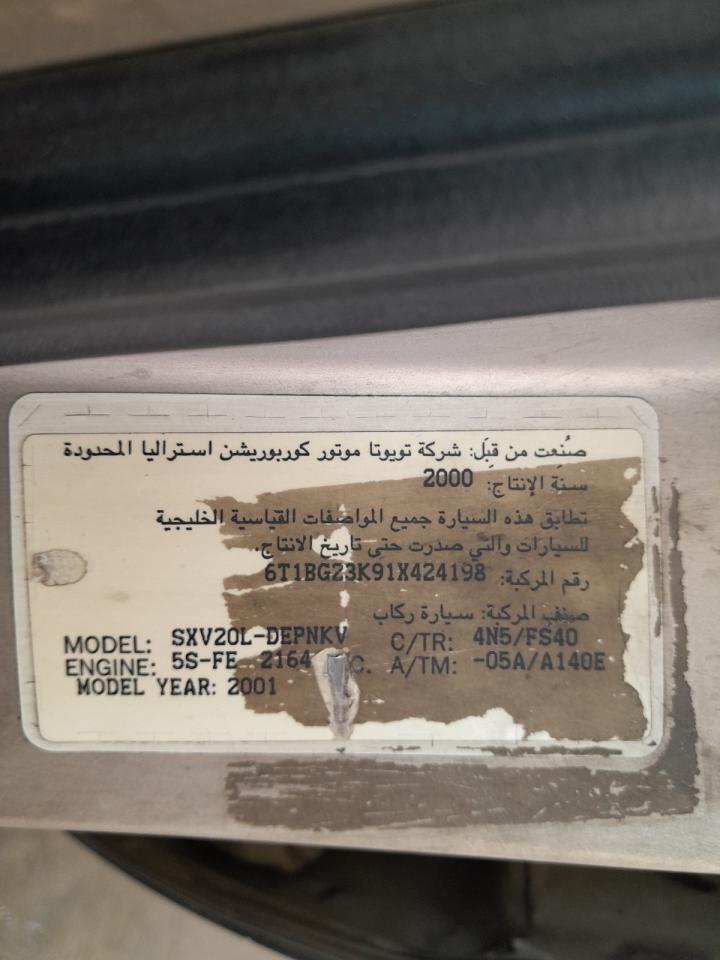 صُنِعت من قِبَل: شركة تويوتا موتور كوربوريشن استراليا المحدودة
سنة الإنتاج: 2000
تطابق هذه السيارة جميع المواصفات القياسية الخليجية
للسيارات والتي صدرت حتى تاريخ الانتاج.
رقم المركبة: 6T1BG23K91X424198
صنف المركبة: سيارة ركاب
MODEL: SXV20L-DEPNKV C/TR: 4N5/FS40
ENGINE: 5S-FE 2164 C. A/TM: -05A/A140E
MODEL YEAR: 2001